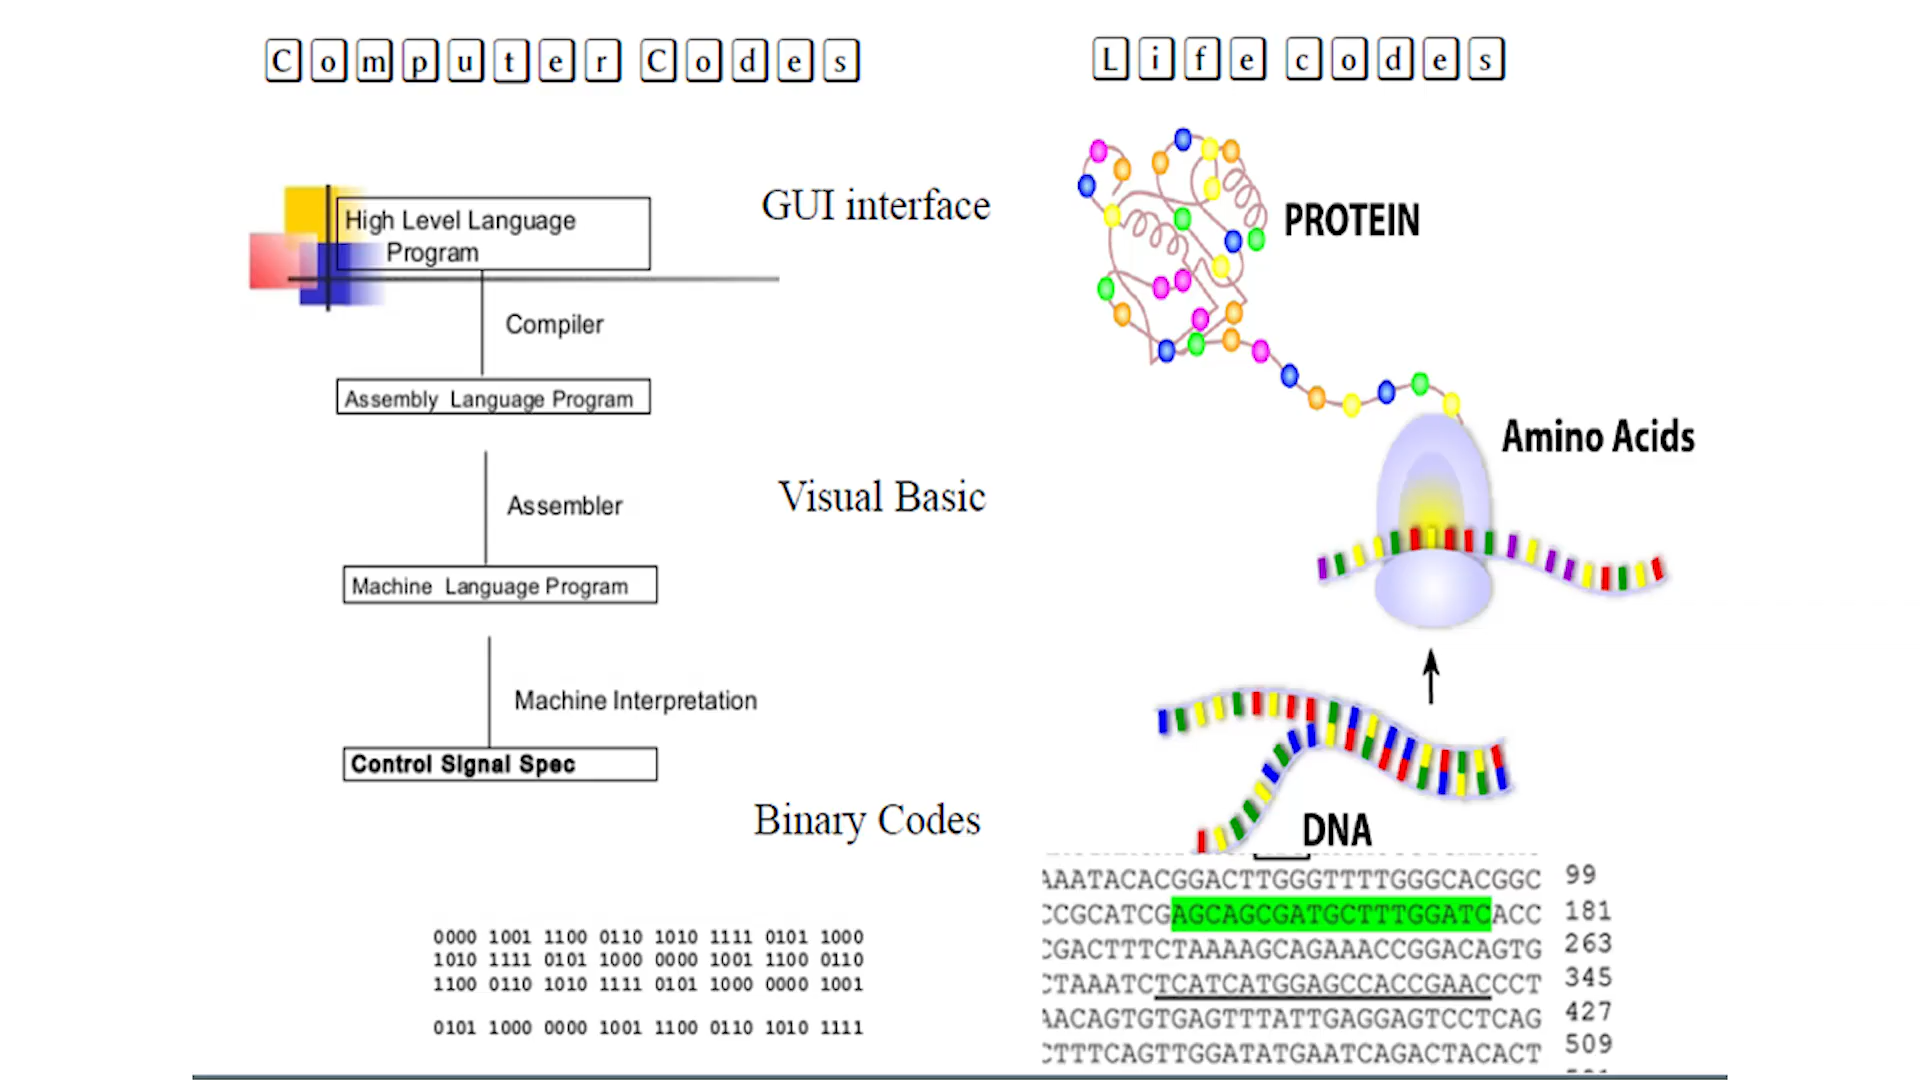 Computer Codes
Life codes
High Level Language
Program
GUI interface
PROTEIN
Compiler
Assembly Language Program
Amino Acids
Assembler
Visual Basic
Machine Language Program
Machine Interpretation
Control Signal Spec
Binary Codes
DNA
0000 1001 1100 0110 1010 1111 0101 1000
1010 1111 0101 1000 0000 1001 1100 0110
1100 0110 1010 1111 0101 1000 0000 1001
0101 1000 0000 1001 1100 0110 1010 1111
AAATACACGGACTTGGGTTTTGGGCACGGC 99
CCGCATCGAGCAGCGATGCTTTGGATCACC 181
CGACTTTCTAAAAGCAGAAACCGGACAGTG 263
CTAAATCTCATCATGGAGCCACCGAACCCT 345
AACAGTGTGAGTTTATTGAGGAGTCCTCAG 427
CTTTCAGTTGGATATGAATCAGACTACACT 509